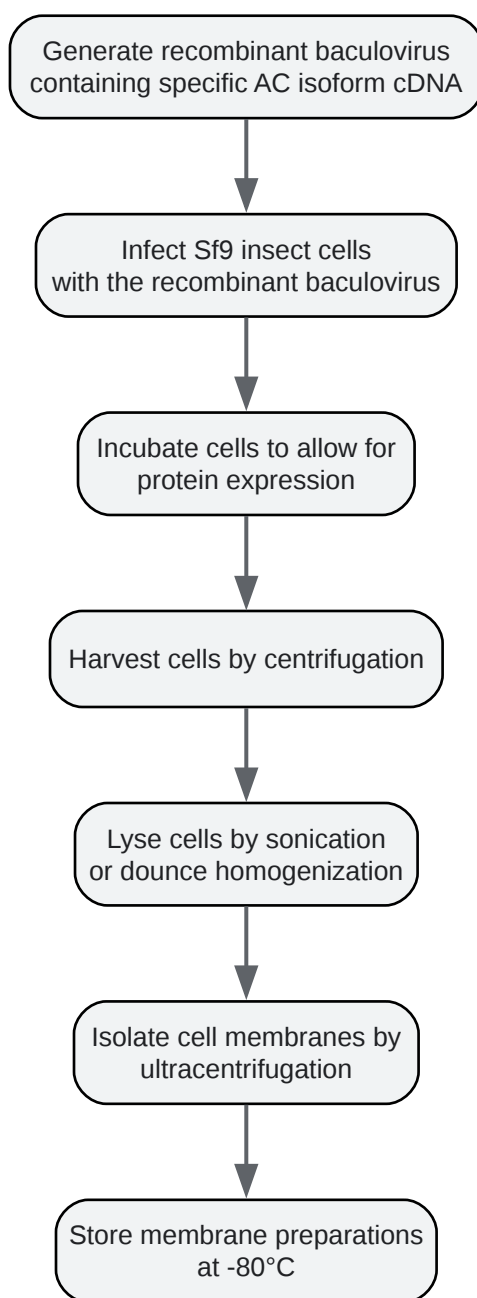 Generate recombinant baculovirus
containing specific AC isoform cDNA
Infect Sf9 insect cells
with the recombinant baculovirus
Incubate cells to allow for
protein expression
Harvest cells by centrifugation
Lyse cells by sonication
or dounce homogenization
Isolate cell membranes by
ultracentrifugation
Store membrane preparations
at -80°C